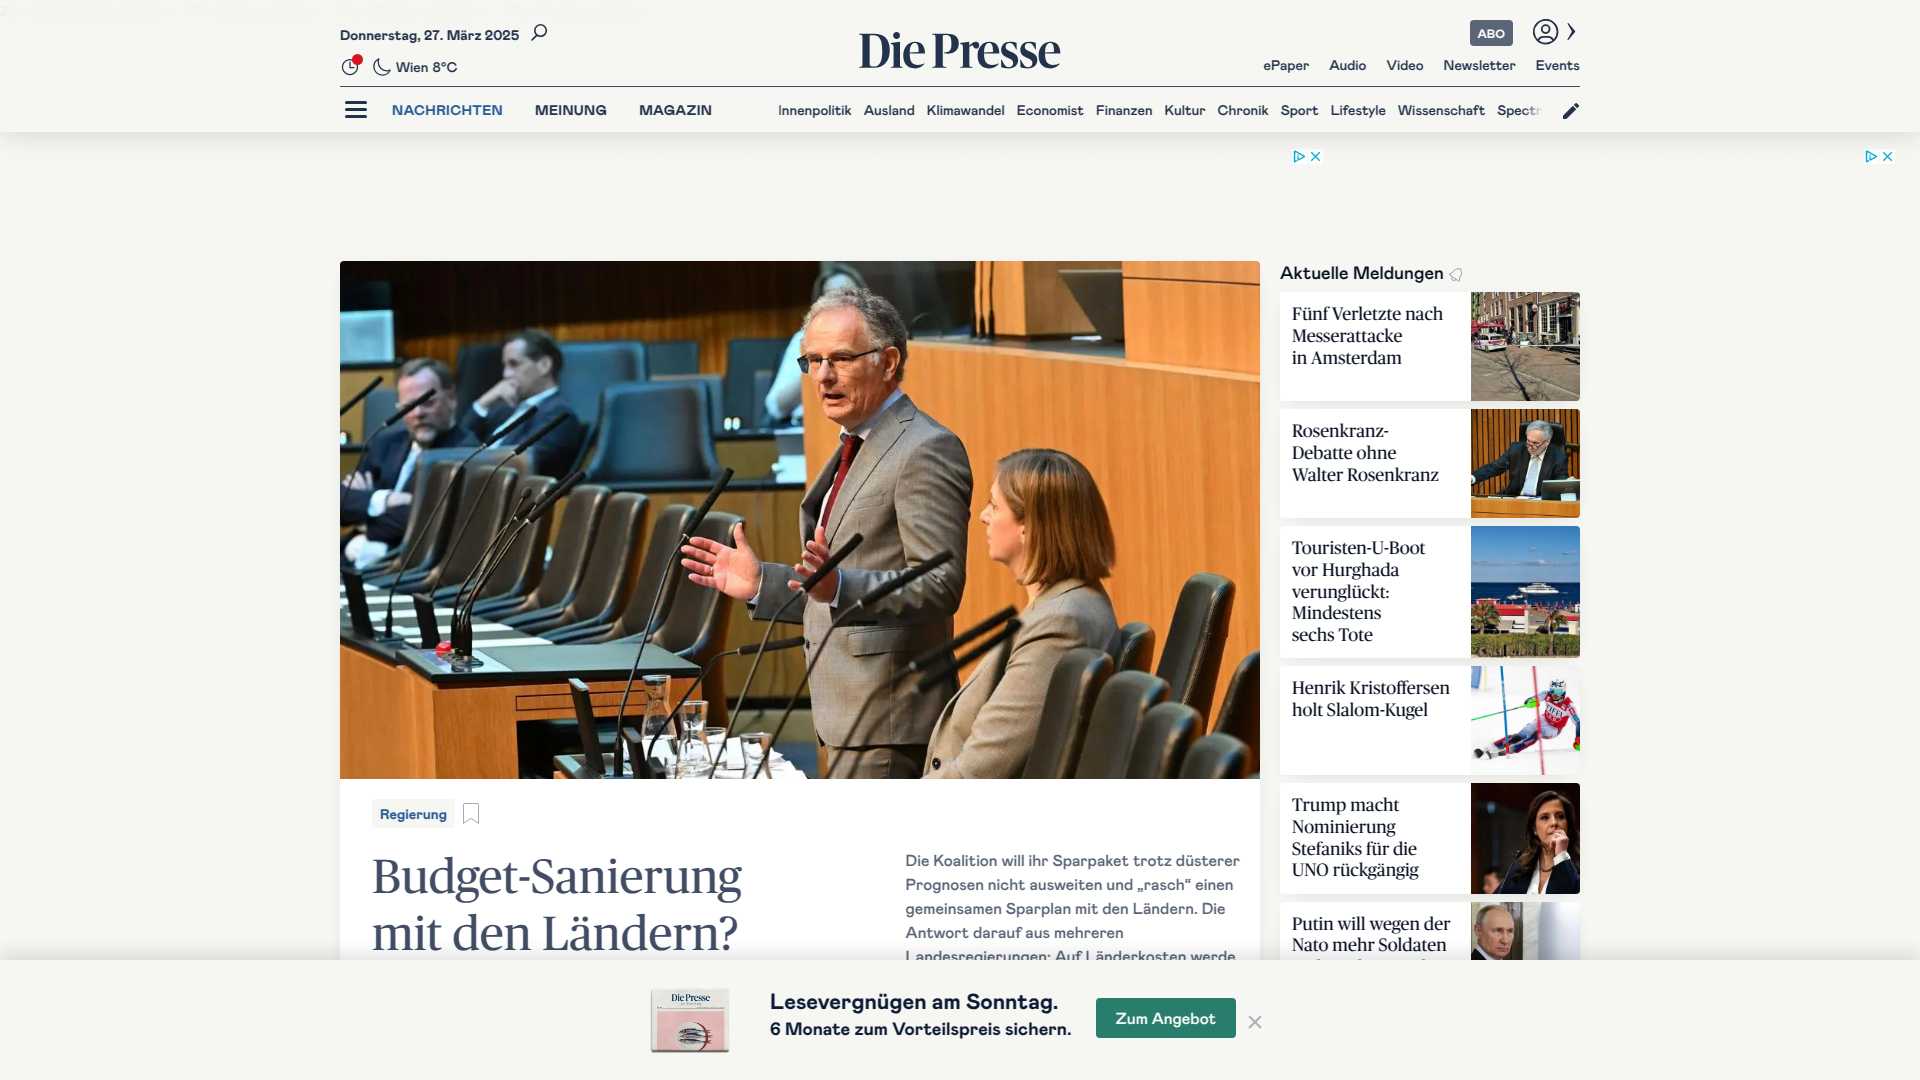 Donnerstag, 27. März 2025
Wien 8°C
Die Presse
ABO
ePaper Audio Video Newsletter Events
NACHRICHTEN MEINUNG MAGAZIN
Innenpolitik Ausland Klimawandel Economist Finanzen Kultur Chronik Sport Lifestyle Wissenschaft Spectr
Regierung
Budget-Sanierung
mit den Ländern?
Die Koalition will ihr Sparpaket trotz düsterer
Prognosen nicht ausweiten und „rasch“ einen
gemeinsamen Sparplan mit den Ländern. Die
Antwort darauf aus mehreren
Landesregierungen: Auf Länderkosten werde
Aktuelle Meldungen
Fünf Verletzte nach
Messerattacke
in Amsterdam
Rosenkranz-
Debatte ohne
Walter Rosenkranz
Touristen-U-Boot
vor Hurghada
verunglückt:
Mindestens
sechs Tote
Henrik Kristoffersen
holt Slalom-Kugel
Trump macht
Nominierung
Stefaniks für die
UNO rückgängig
Putin will wegen der
Nato mehr Soldaten
Die Presse
Lesevergnügen am Sonntag.
6 Monate zum Vorteilspreis sichern.
Zum Angebot